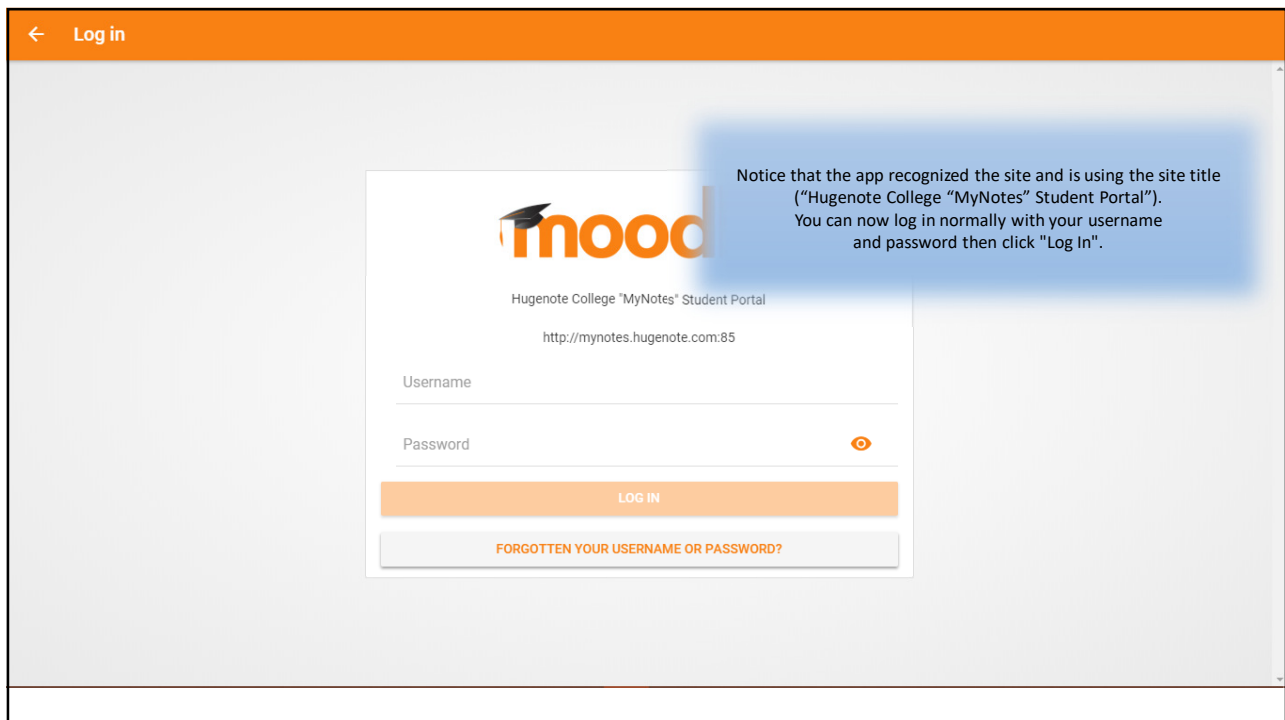 Log in
Notice that the app recognized the site and is using the site title
(“Hugenote College “MyNotes” Student Portal”).
You can now log in normally with your username
and password then click "Log In".
mood
Hugenote College "MyNotes" Student Portal
http://mynotes.hugenote.com:85
Username
Password
LOG IN
FORGOTTEN YOUR USERNAME OR PASSWORD?